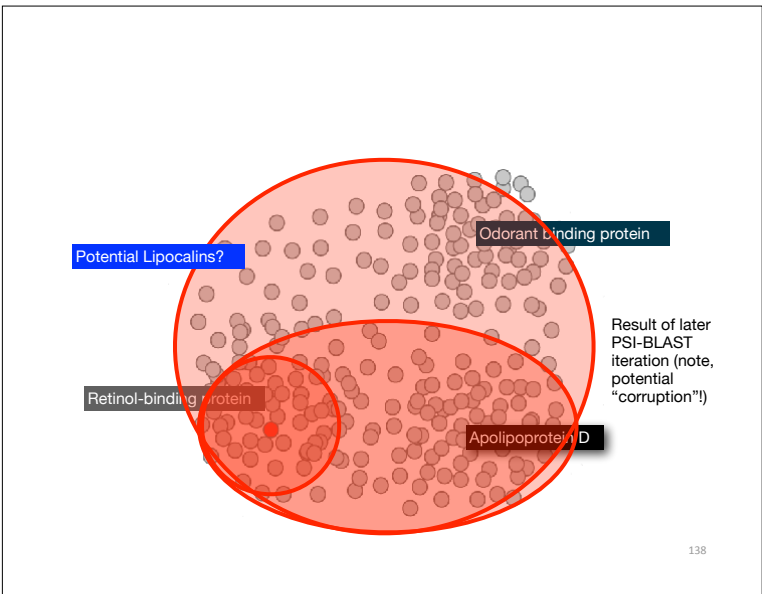 Odorant binding protein
Potential Lipocalins?
Result of later
PSI-BLAST
iteration (note,
potential
“corruption”!)
Retinol-binding protein
Apolipoprotein D
138